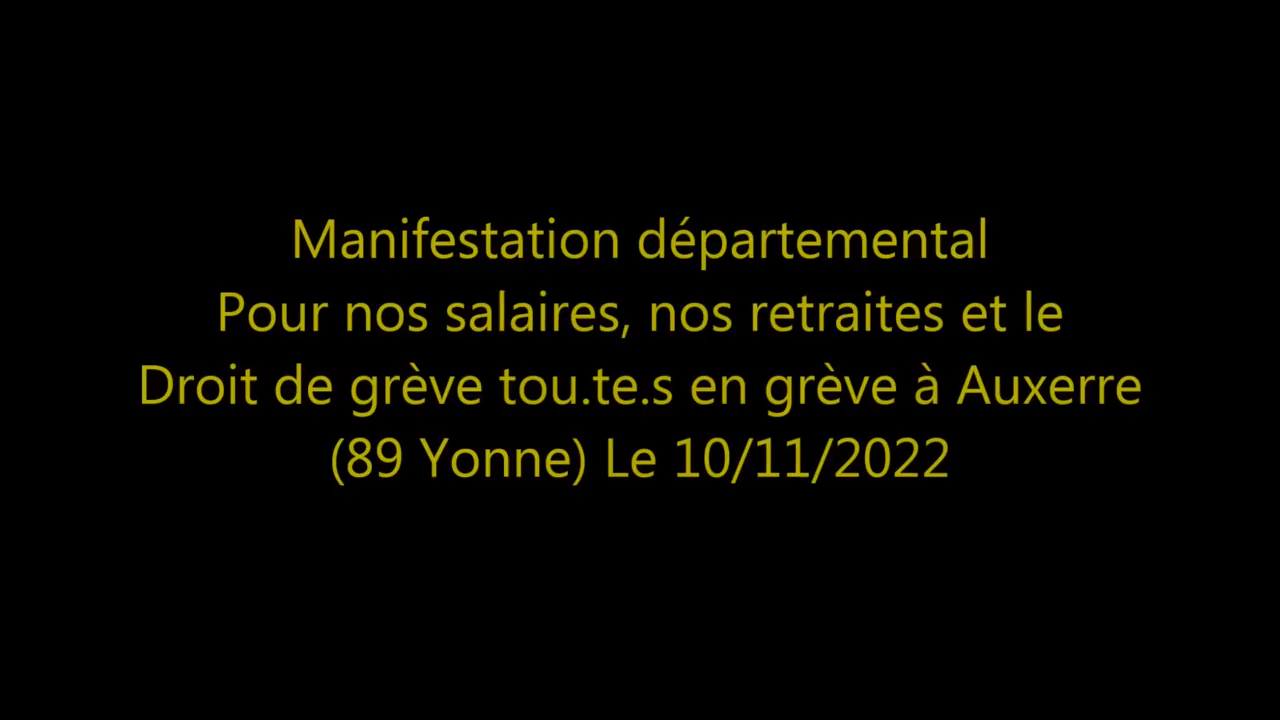 Manifestation départemental
Pour nos salaires, nos retraites et le
Droit de grève tou.te.s en grève à Auxerre
(89 Yonne) Le 10/11/2022